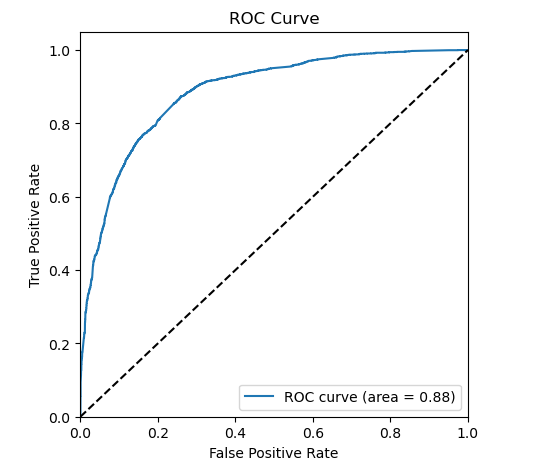 ROC Curve
1.0
0.8
0.6
0.4
0.2
0.0
True Positive Rate
ROC curve (area = 0.88)
0.0 0.2 0.4 0.6 0.8 1.0
False Positive Rate